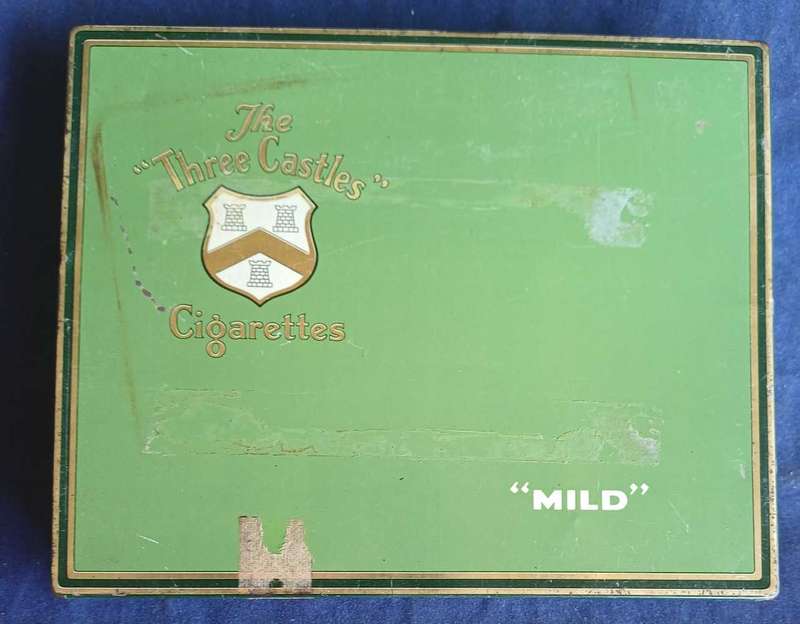 The
"Three Castles"
Cigarettes
"MILD"